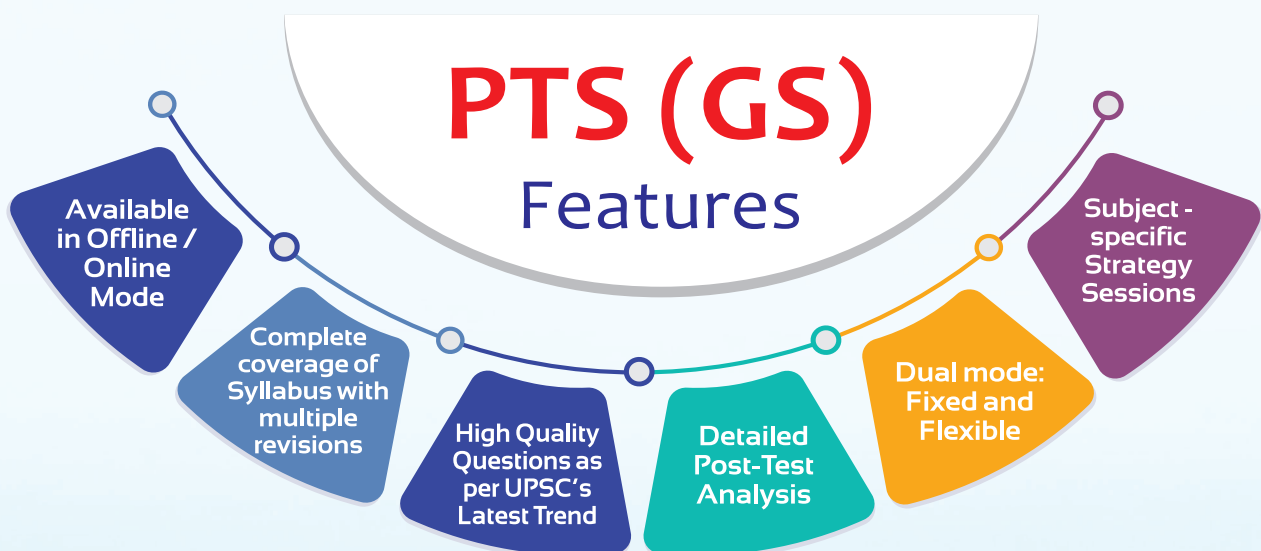 PTS (GS)
Features
Available
in Offline /
Online
Mode
Complete
coverage of
Syllabus with
multiple
revisions
High Quality
Questions as
per UPSC's
Latest Trend
Detailed
Post-Test
Analysis
Dual mode:
Fixed and
Flexible
Subject -
specific
Strategy
Sessions